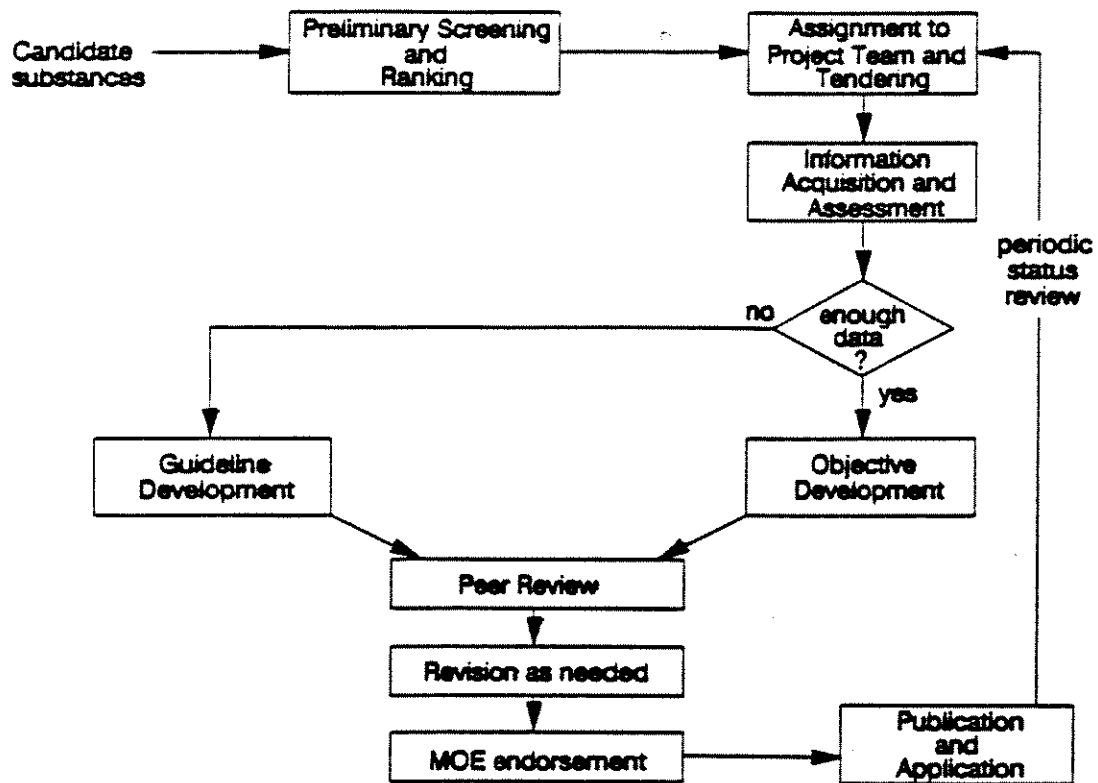 Candidate
substances
Preliminary Screening
and
Ranking
Assignment to
Project Team and
Tendering
Information
Acquisition and
Assessment
periodic
status
review
no
enough
data
?
yes
Guideline
Development
Objective
Development
Peer Review
Revision as needed
MOE endorsement
Publication
and
Application